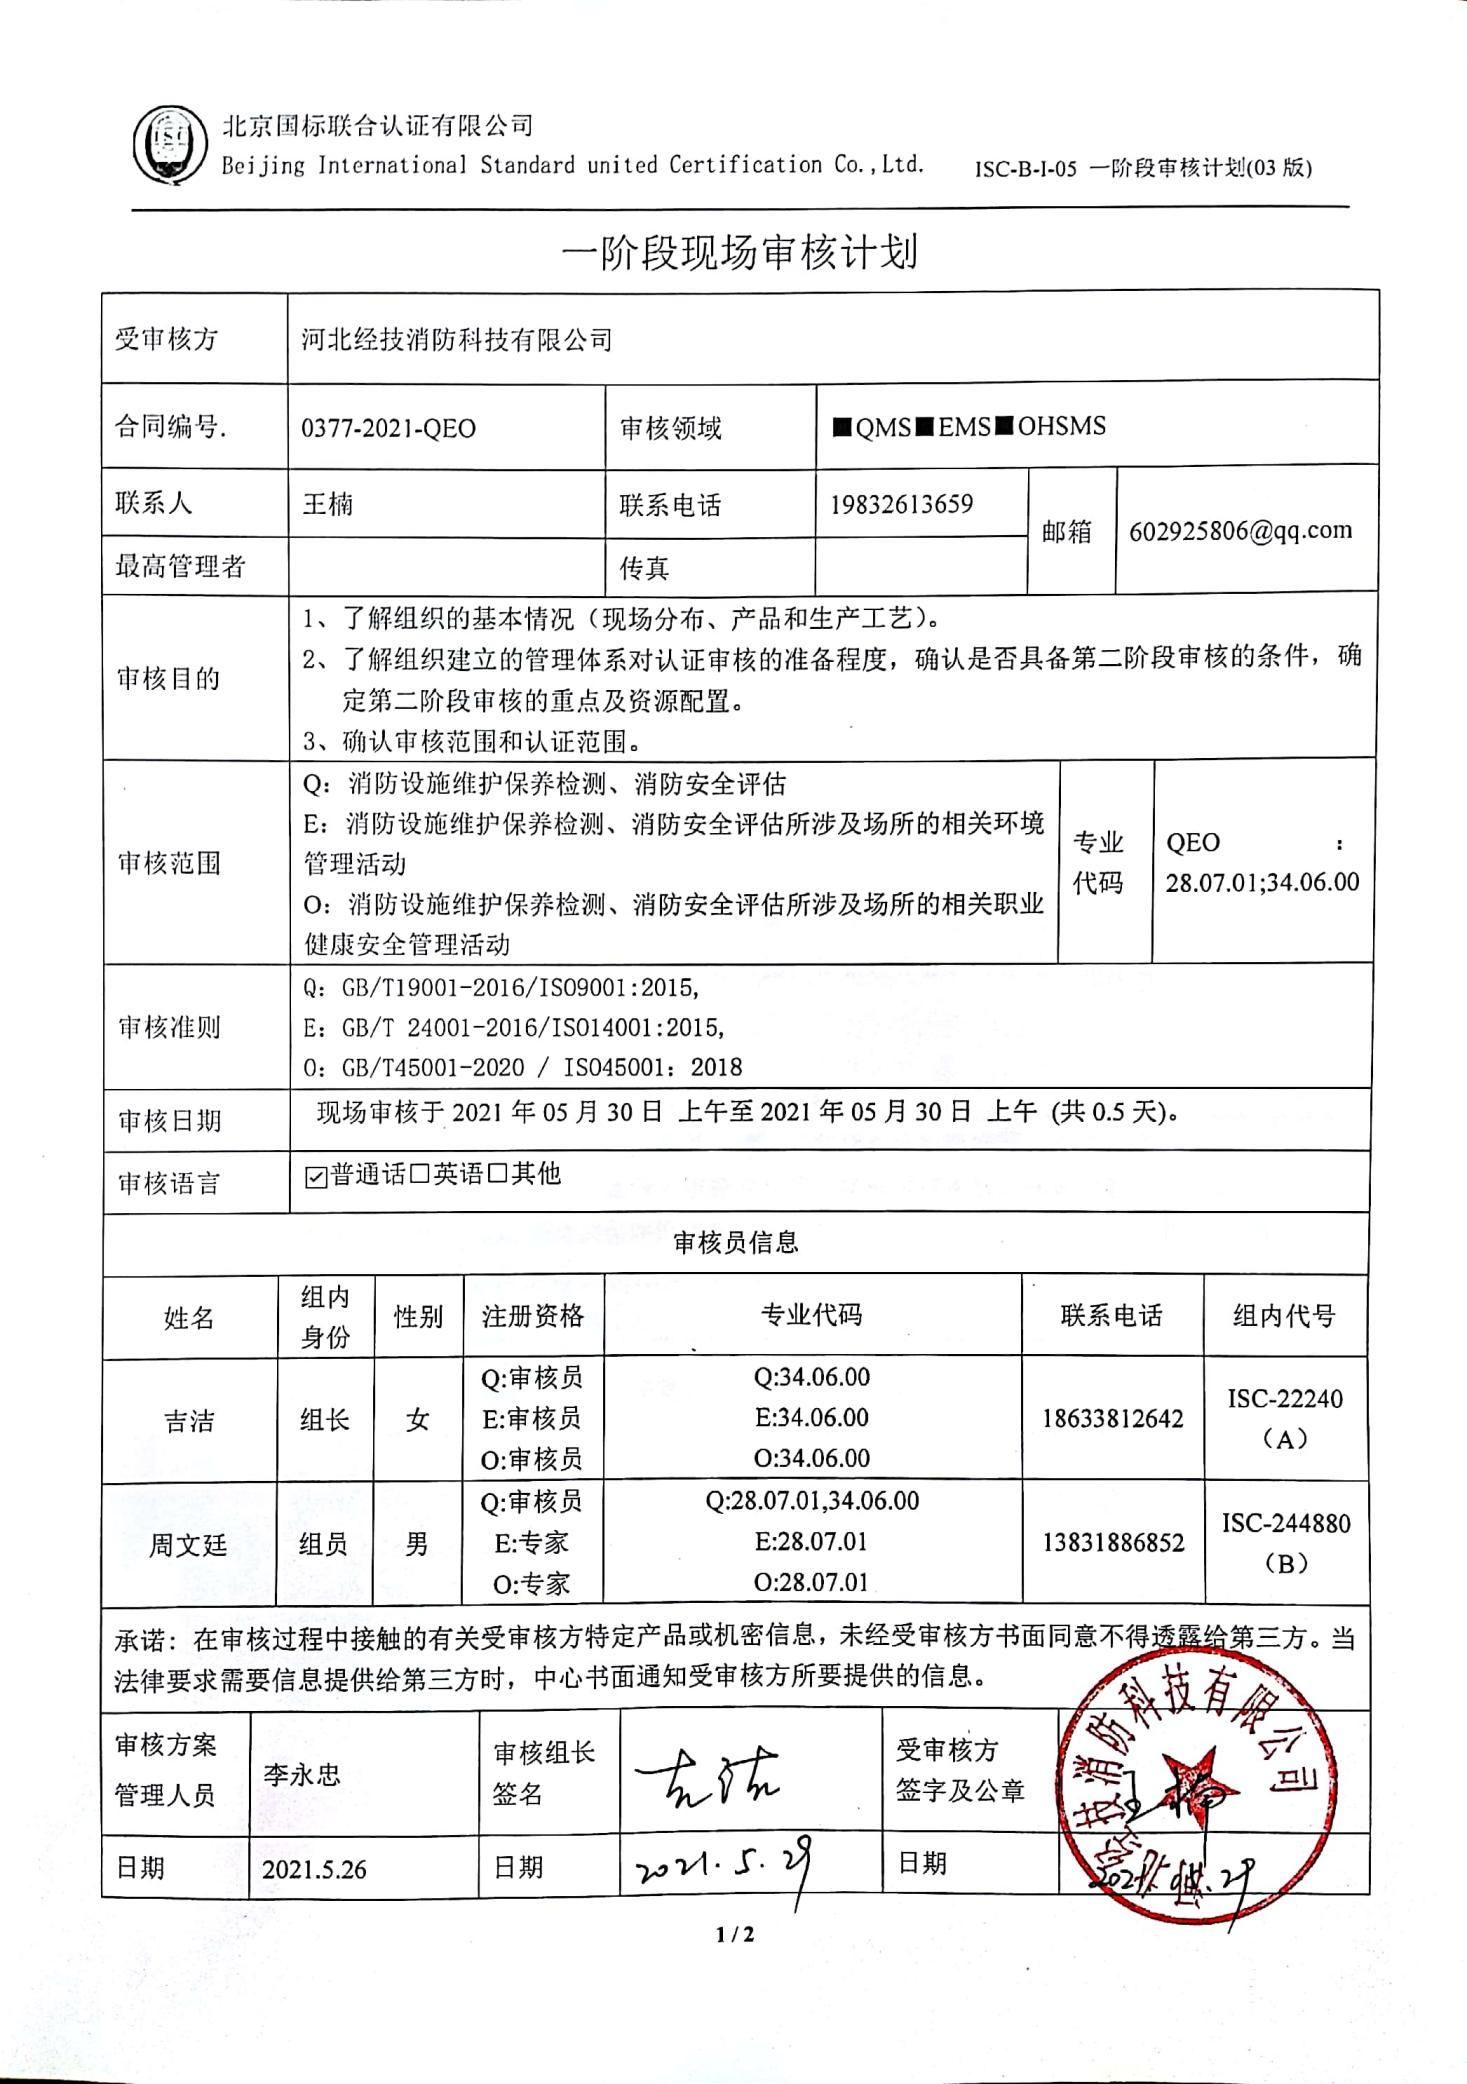 ISC
北京国标联合认证有限公司
Beijing International Standard united Certification Co.,Ltd.
ISC-B-I-05 一阶段审核计划(03 版)
一阶段现场审核计划
受审核方
河北经技消防科技有限公司
合同编号.
0377-2021-QEO
审核领域
■QMS■EMS■OHSMS
联系人
王楠
联系电话
19832613659
邮箱
602925806@qq.com
最高管理者
传真
审核目的
1、了解组织的基本情况（现场分布、产品和生产工艺）。
2、了解组织建立的管理体系对认证审核的准备程度，确认是否具备第二阶段审核的条件，确
定第二阶段审核的重点及资源配置。
3、确认审核范围和认证范围。
审核范围
Q：消防设施维护保养检测、消防安全评估
E：消防设施维护保养检测、消防安全评估所涉及场所的相关环境
管理活动
O：消防设施维护保养检测、消防安全评估所涉及场所的相关职业
健康安全管理活动
专业
代码
QEO ：
28.07.01;34.06.00
审核准则
Q：GB/T19001-2016/ISO9001:2015,
E：GB/T 24001-2016/ISO14001:2015,
O：GB/T45001-2020 / ISO45001：2018
审核日期
现场审核于 2021 年 05 月 30 日 上午至 2021 年 05 月 30 日 上午 (共 0.5 天)。
审核语言
☑普通话□英语□其他
审核员信息
姓名
组内
身份
性别
注册资格
专业代码
联系电话
组内代号
吉洁
组长
女
Q:审核员
E:审核员
O:审核员
Q:34.06.00
E:34.06.00
O:34.06.00
18633812642
ISC-22240
（A）
周文廷
组员
男
Q:审核员
E:专家
O:专家
Q:28.07.01,34.06.00
E:28.07.01
O:28.07.01
13831886852
ISC-244880
（B）
承诺：在审核过程中接触的有关受审核方特定产品或机密信息，未经受审核方书面同意不得透露给第三方。当
法律要求需要信息提供给第三方时，中心书面通知受审核方所要提供的信息。
审核方案
管理人员
李永忠
审核组长
签名
吉洁
受审核方
签字及公章
王楠
河北经技消防科技有限公司
日期
2021.5.26
日期
2021.5.29
日期
2021.05.29
1 / 2